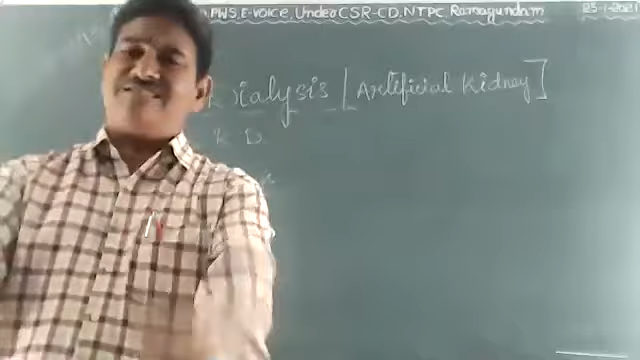 PWS, E-VOICE, Under CSR-CD, NTPC, Ramagundam 25-1-2021
Dialysis [Artificial Kidney]